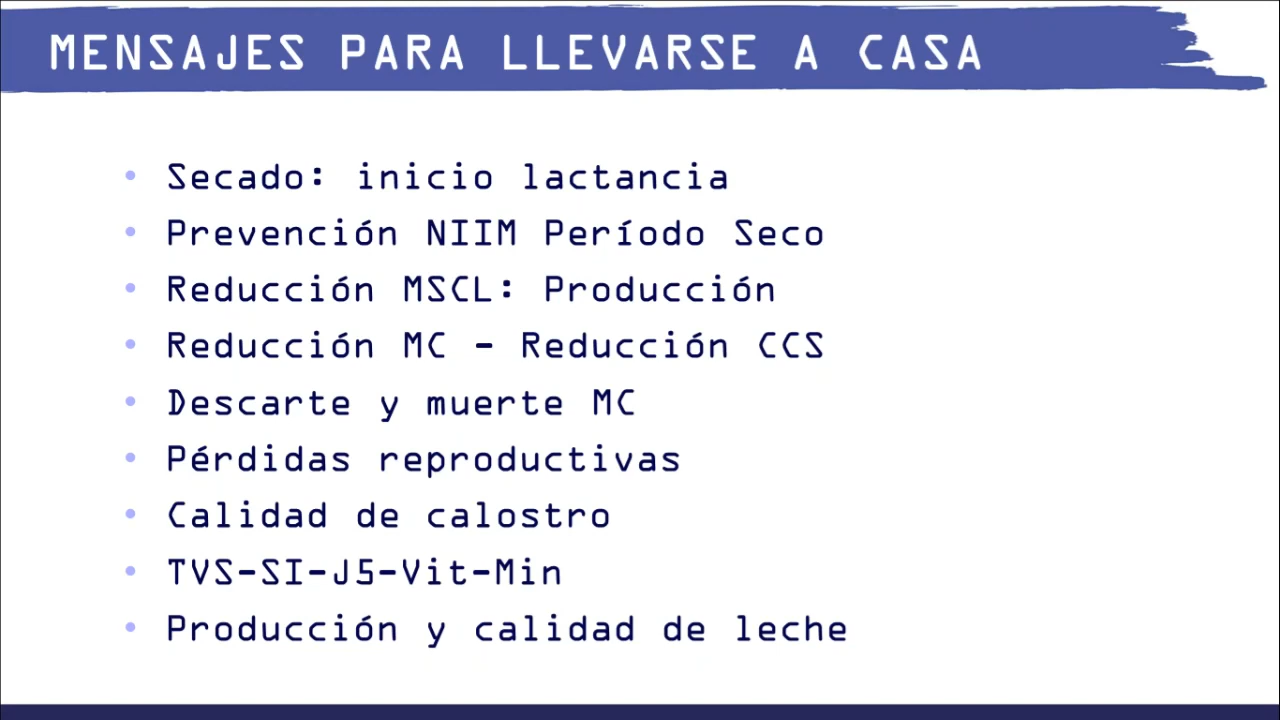 MENSAJES PARA LLEVARSE A CASA
• Secado: inicio lactancia
• Prevención NIIM Período Seco
• Reducción MSCL: Producción
• Reducción MC - Reducción CCS
• Descarte y muerte MC
• Pérdidas reproductivas
• Calidad de calostro
• TVS-SI-J5-Vit-Min
• Producción y calidad de leche